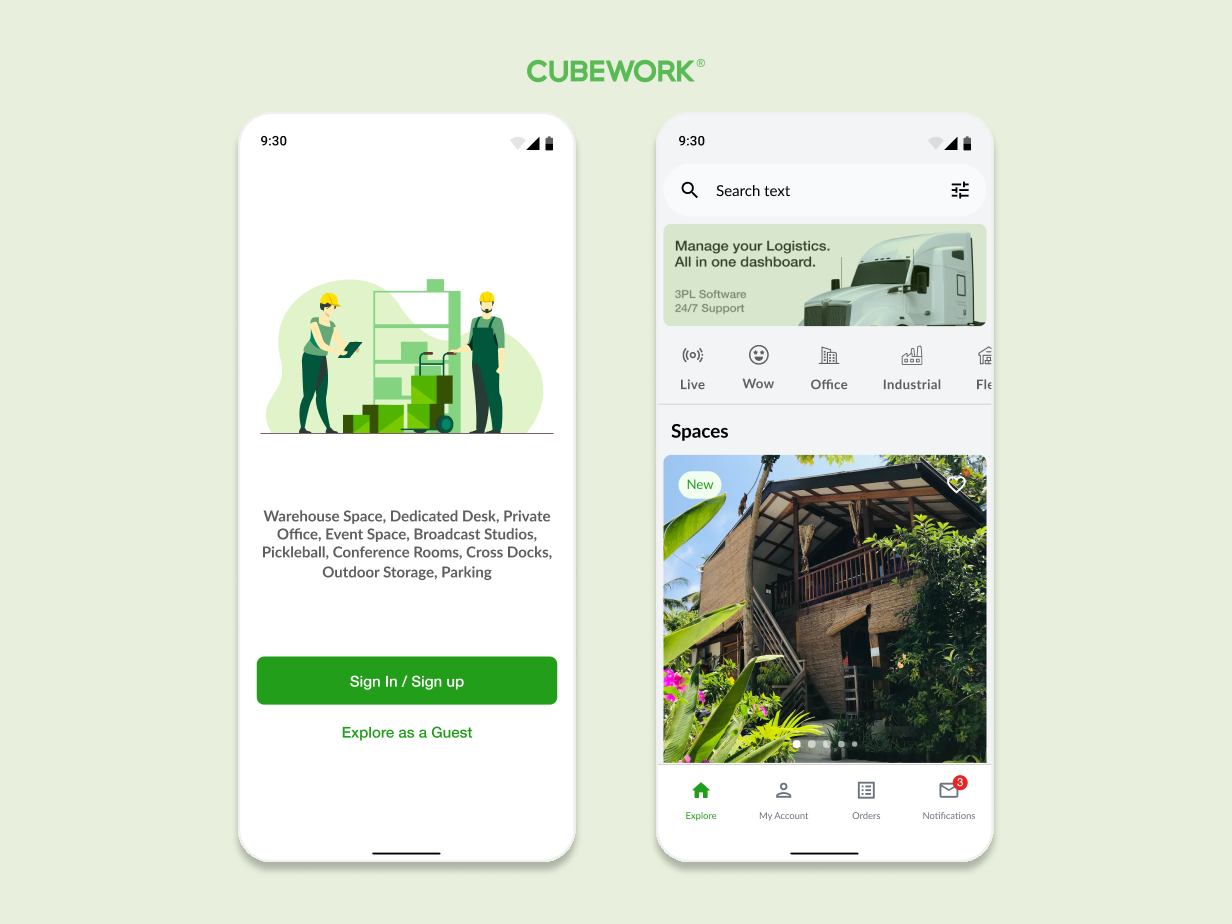 CUBEWORK®
9:30
Warehouse Space, Dedicated Desk, Private
Office, Event Space, Broadcast Studios,
Pickleball, Conference Rooms, Cross Docks,
Outdoor Storage, Parking
Sign In / Sign up
Explore as a Guest
9:30
Search text
Manage your Logistics.
All in one dashboard.
3PL Software
24/7 Support
Live Wow Office Industrial Fle
Spaces
New
3
Explore My Account Orders Notifications